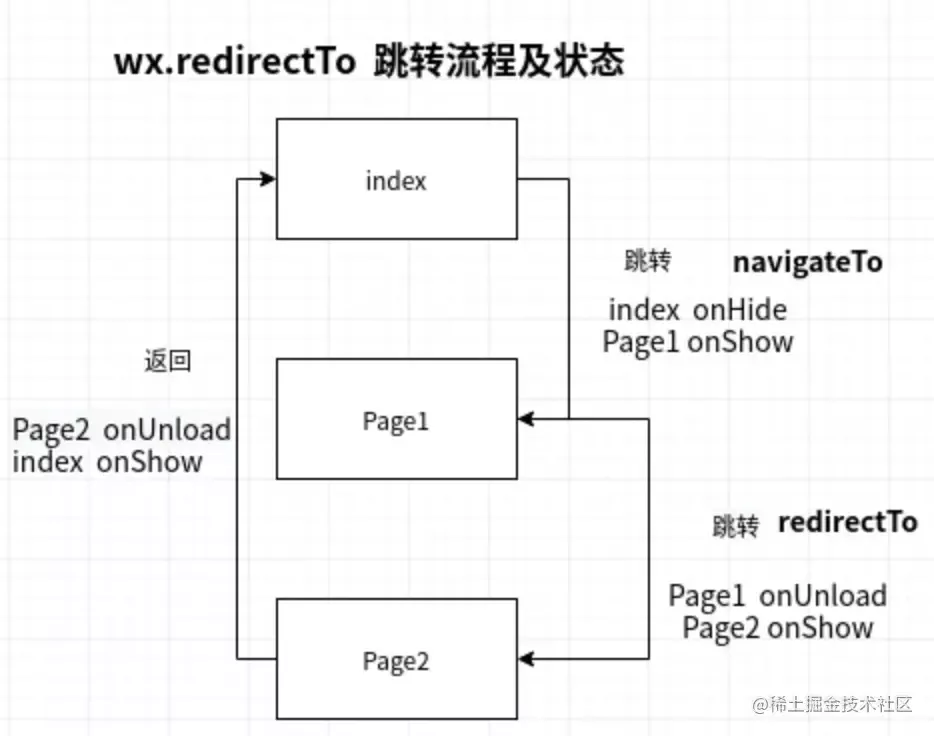 wx.redirectTo 跳转流程及状态
index
跳转 navigateTo
index onHide
Page1 onShow
返回
Page1
Page2 onUnload
index onShow
跳转 redirectTo
Page1 onUnload
Page2 onShow
Page2
@稀土掘金技术社区